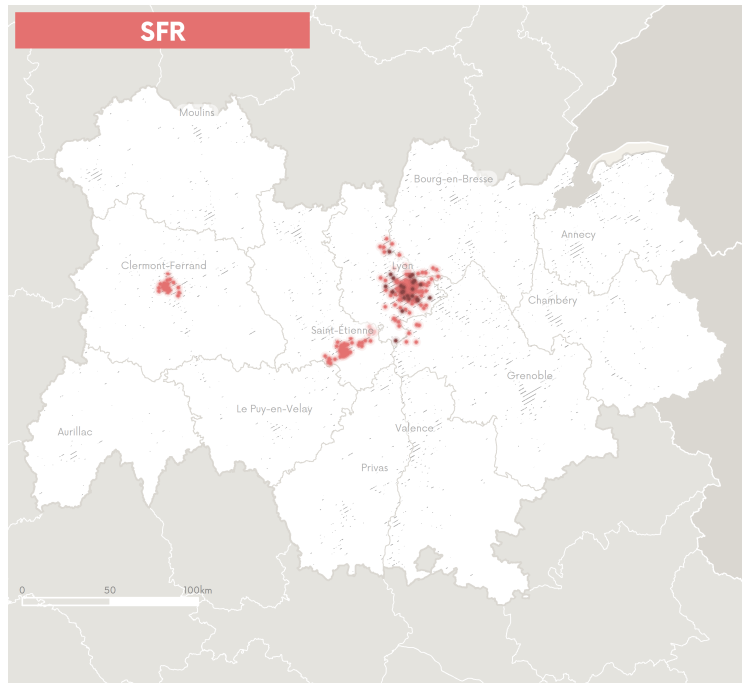 SFR
Moulins
Bourg-en-Bresse
Annecy
Clermont-Ferrand
Lyon
Chambéry
Saint-Étienne
Grenoble
Le Puy-en-Velay
Aurillac
Valence
Privas
0 50 100km